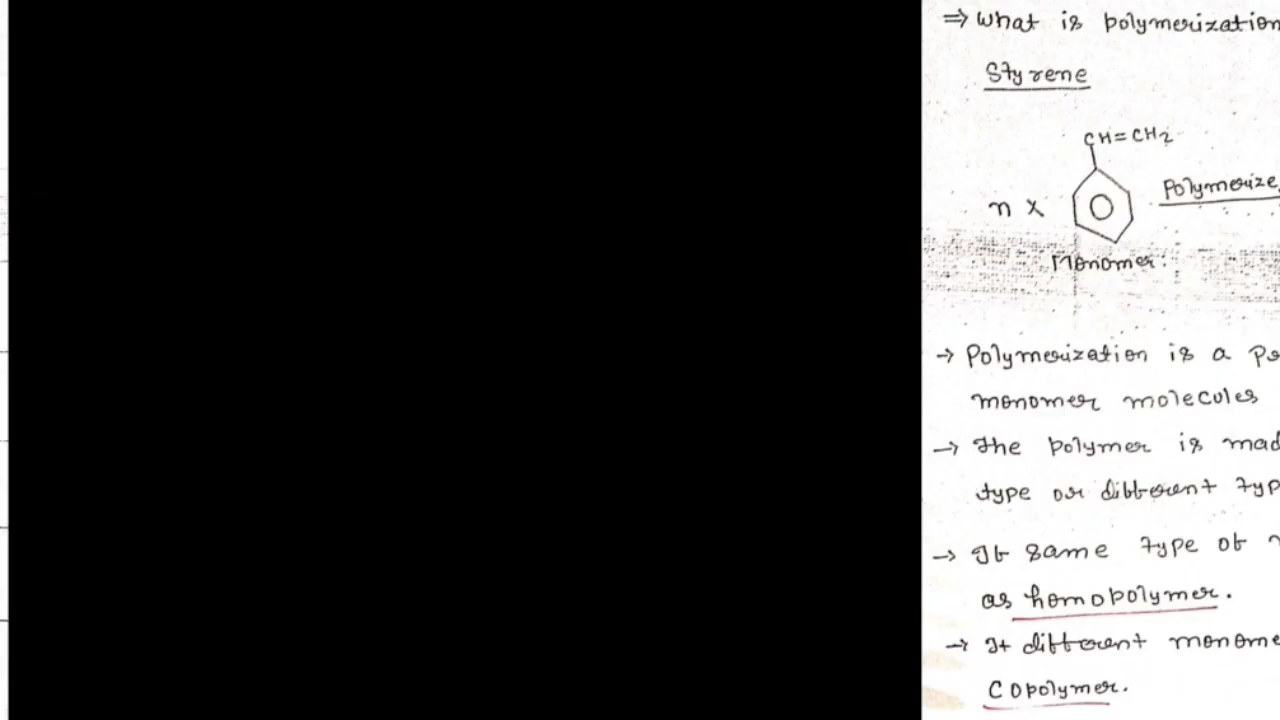 ⇒ What is polymerization
Styrene
CH=CH2
n x
Polymerize
Monomer.
→ Polymerization is a
monomer molecules
→ The polymer is
type or different
→ If same type of
as homopolymer.
→ If different
Copolymer.